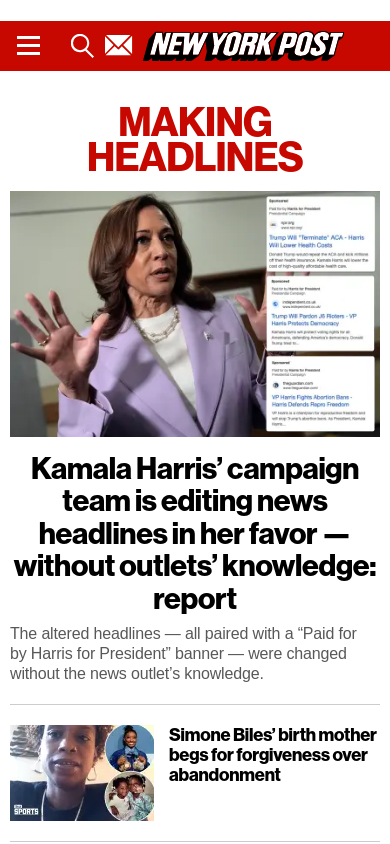 NEW YORK POST
MAKING
HEADLINES
Sponsored
Paid for by Harris for President
Presidential Campaign
npr.org
Trump Will "Terminate" ACA - Harris
Will Lower Health Costs
Sponsored
Paid for by Harris for President
Presidential Campaign
independent.co.uk
Trump Will Pardon J6 Rioters - VP
Harris Protects Democracy
Sponsored
Paid for by Harris for President
Presidential Campaign
theguardian.com
VP Harris Fights Abortion Bans -
Harris Defends Repro Freedom
Kamala Harris’ campaign
team is editing news
headlines in her favor —
without outlets’ knowledge:
report
The altered headlines — all paired with a “Paid for
by Harris for President” banner — were changed
without the news outlet’s knowledge.
SPORTS
Simone Biles’ birth mother
begs for forgiveness over
abandonment